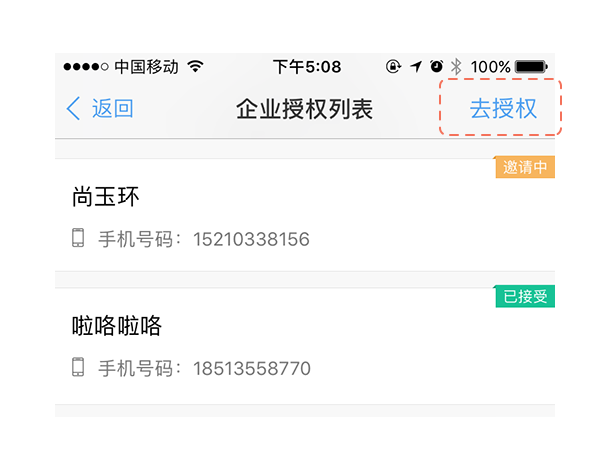 中国移动 下午5:08 100%
返回 企业授权列表 去授权
邀请中
尚玉环
手机号码：15210338156
已接受
啦咯啦咯
手机号码：18513558770